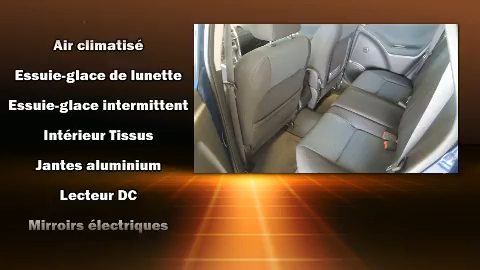 Air climatisé
Essuie-glace de lunette
Essuie-glace intermittent
Intérieur Tissus
Jantes aluminium
Lecteur DC
Mirroirs électriques